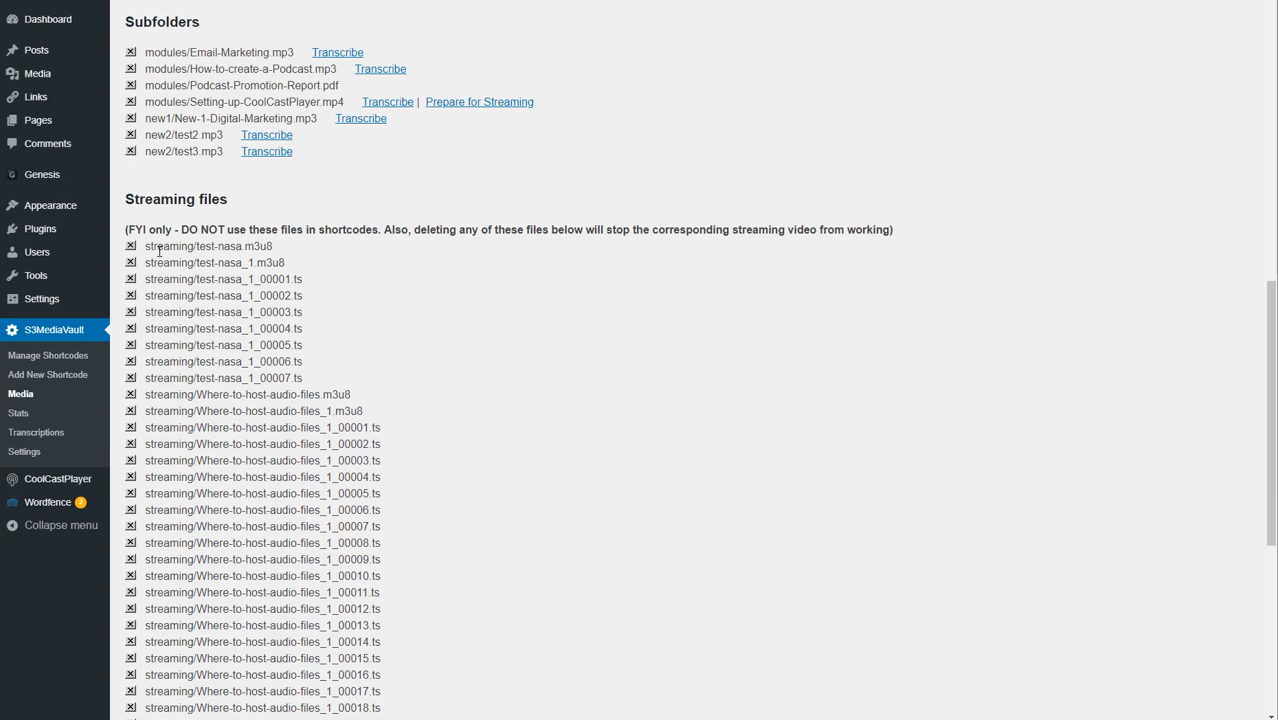 Dashboard
Posts
Media
Links
Pages
Comments
Genesis
Appearance
Plugins
Users
Tools
Settings
S3MediaVault
Manage Shortcodes
Add New Shortcode
Media
Stats
Transcriptions
Settings
CoolCastPlayer
Wordfence 3
Collapse menu
Subfolders
modules/Email-Marketing.mp3 Transcribe
modules/How-to-create-a-Podcast.mp3 Transcribe
modules/Podcast-Promotion-Report.pdf
modules/Setting-up-CoolCastPlayer.mp4 Transcribe | Prepare for Streaming
new1/New-1-Digital-Marketing.mp3 Transcribe
new2/test2.mp3 Transcribe
new2/test3.mp3 Transcribe
Streaming files
(FYI only - DO NOT use these files in shortcodes. Also, deleting any of these files below will stop the corresponding streaming video from working)
streaming/test-nasa.m3u8
streaming/test-nasa_1.m3u8
streaming/test-nasa_1_00001.ts
streaming/test-nasa_1_00002.ts
streaming/test-nasa_1_00003.ts
streaming/test-nasa_1_00004.ts
streaming/test-nasa_1_00005.ts
streaming/test-nasa_1_00006.ts
streaming/test-nasa_1_00007.ts
streaming/Where-to-host-audio-files.m3u8
streaming/Where-to-host-audio-files_1.m3u8
streaming/Where-to-host-audio-files_1_00001.ts
streaming/Where-to-host-audio-files_1_00002.ts
streaming/Where-to-host-audio-files_1_00003.ts
streaming/Where-to-host-audio-files_1_00004.ts
streaming/Where-to-host-audio-files_1_00005.ts
streaming/Where-to-host-audio-files_1_00006.ts
streaming/Where-to-host-audio-files_1_00007.ts
streaming/Where-to-host-audio-files_1_00008.ts
streaming/Where-to-host-audio-files_1_00009.ts
streaming/Where-to-host-audio-files_1_00010.ts
streaming/Where-to-host-audio-files_1_00011.ts
streaming/Where-to-host-audio-files_1_00012.ts
streaming/Where-to-host-audio-files_1_00013.ts
streaming/Where-to-host-audio-files_1_00014.ts
streaming/Where-to-host-audio-files_1_00015.ts
streaming/Where-to-host-audio-files_1_00016.ts
streaming/Where-to-host-audio-files_1_00017.ts
streaming/Where-to-host-audio-files_1_00018.ts